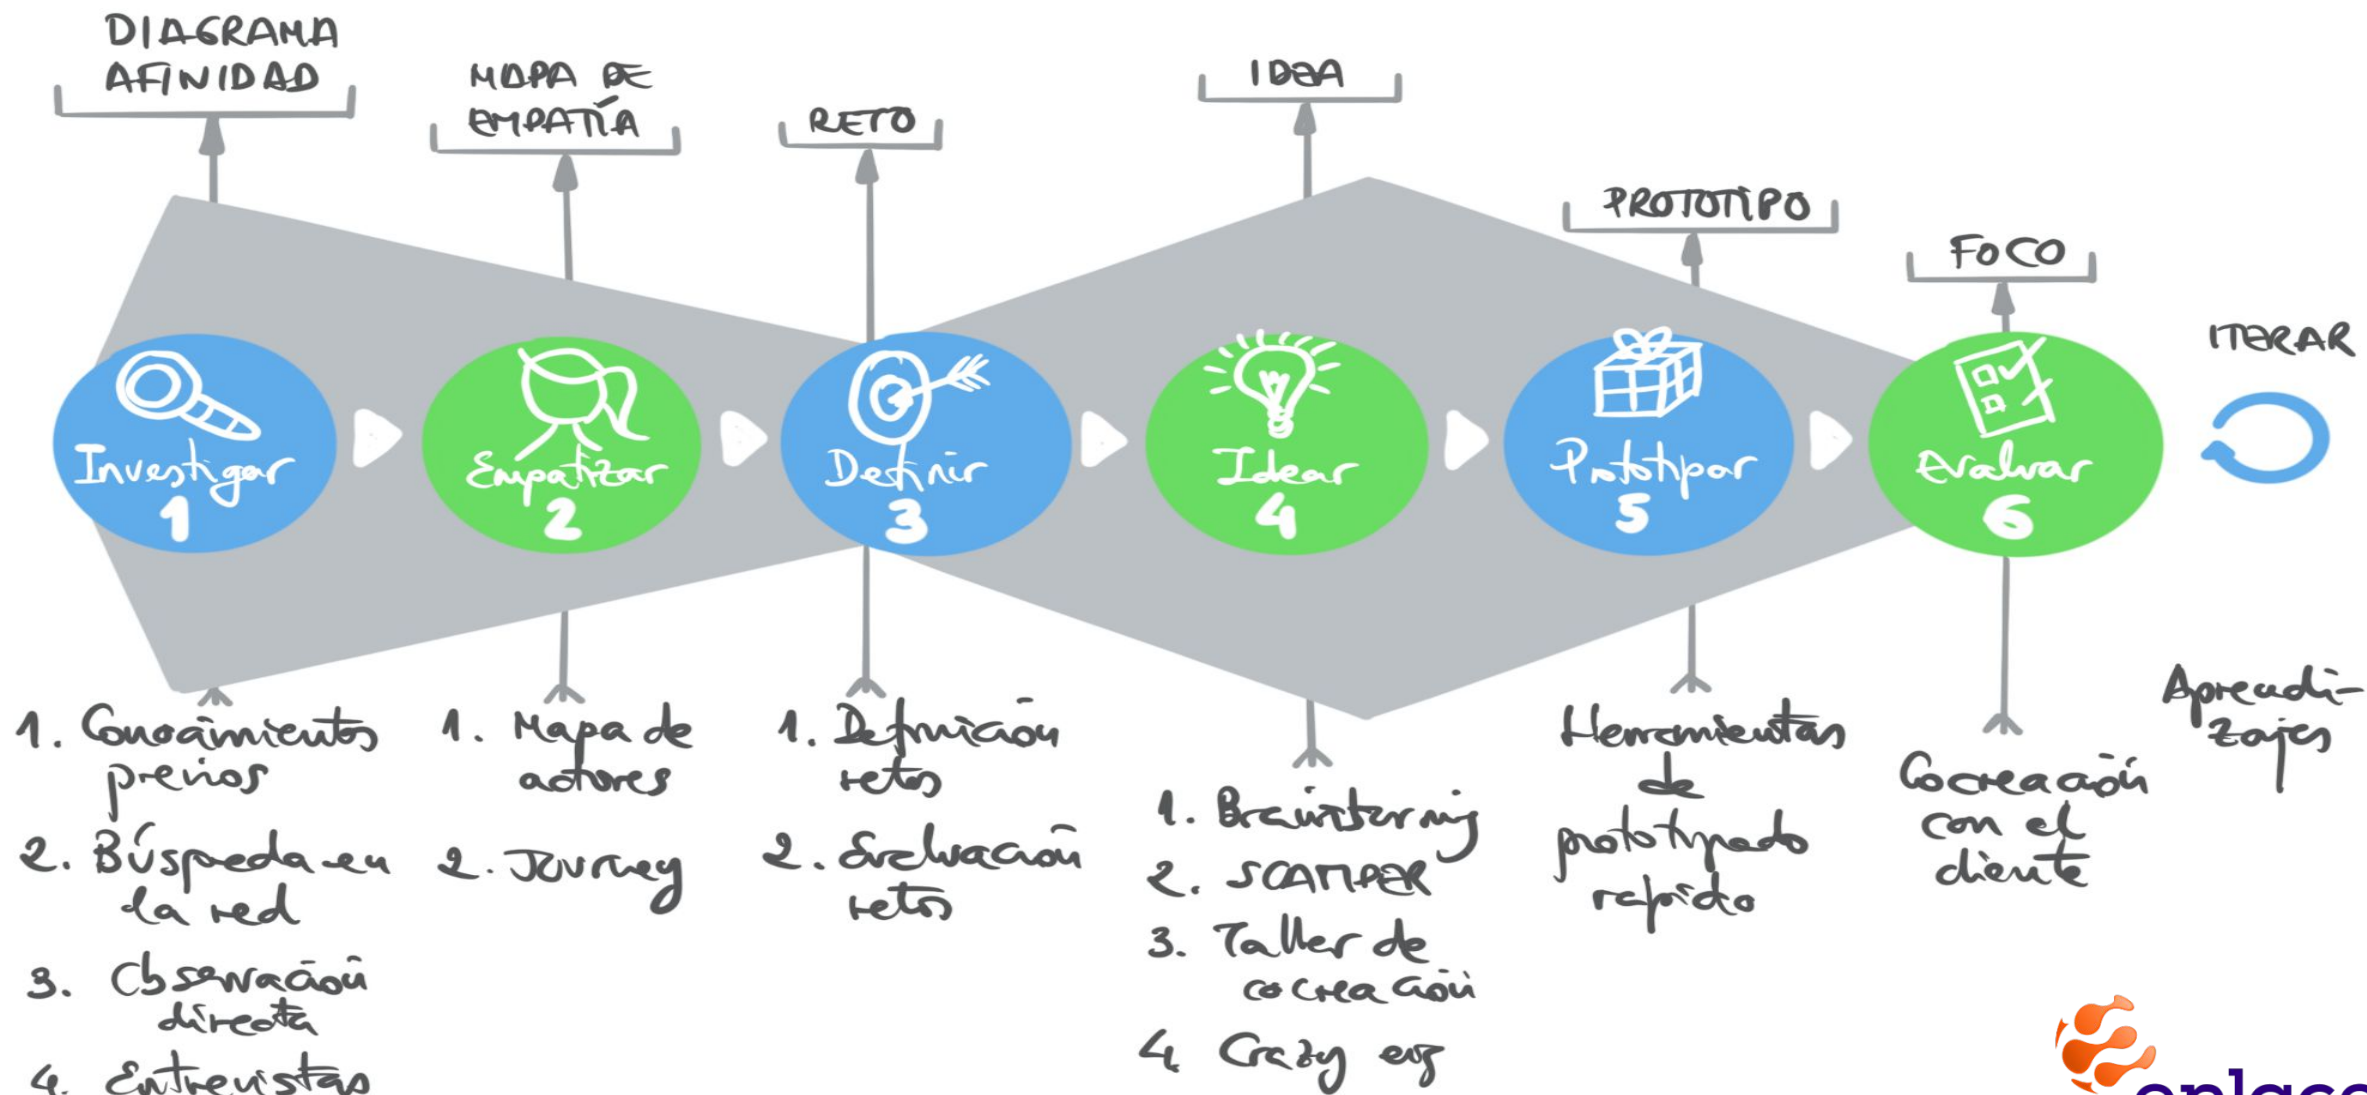 DIAGRAMA
AFINIDAD
MAPA DE
EMPATÍA
RETO
IDEA
PROTOTIPO
FOCO
ITERAR
Investigar
1
Empatizar
2
Definir
3
Idear
4
Prototipar
5
Evaluar
6
1. Conocimientos
previos
2. Búsqueda en
la red
3. Observación
directa
4. Entrevistas
1. Mapa de
actores
2. Journey
1. Definición
retos
2. Evaluación
retos
1. Brainstorming
2. SCAMPER
3. Taller de
cocreación
4 Crazy
Herramientas
de
prototypado
rapido
Cocreación
con el
cliente
Aprendi-
zajes